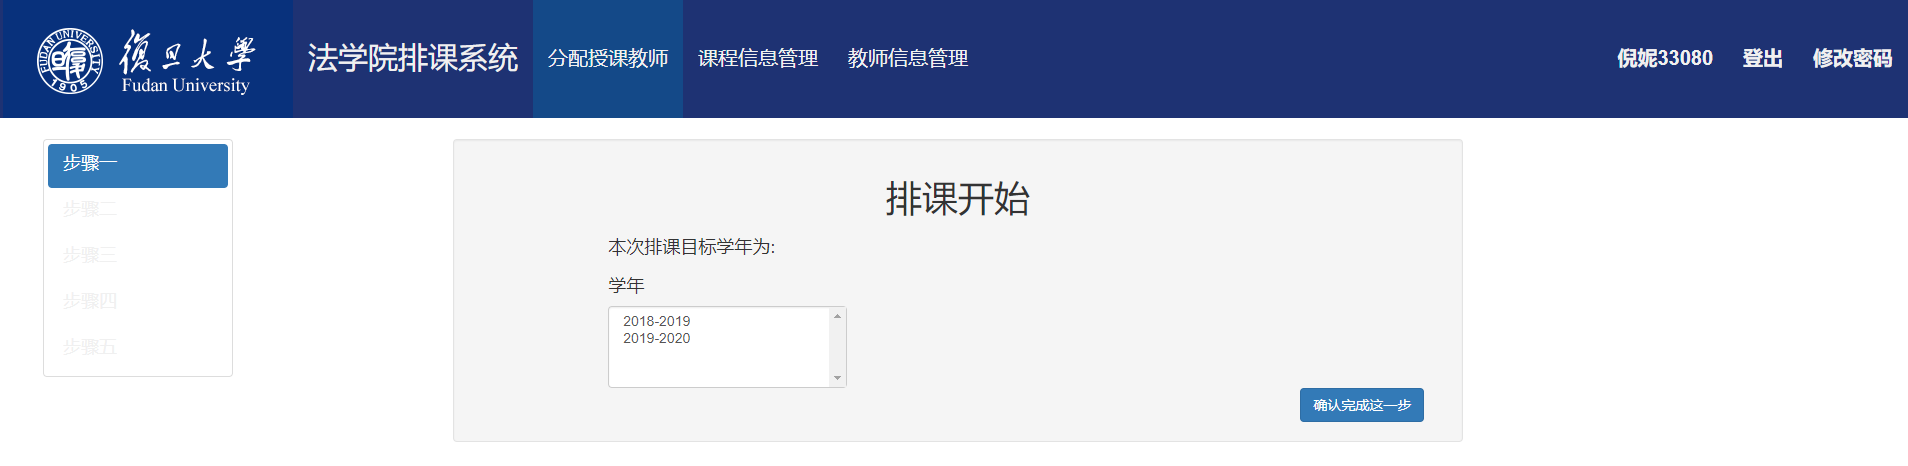 FUDAN UNIVERSITY
1905
復旦大學
Fudan University
法学院排课系统
分配授课教师
课程信息管理
教师信息管理
倪妮33080
登出
修改密码
步骤一
步骤二
步骤三
步骤四
步骤五
排课开始
本次排课目标学年为:
学年
2018-2019
2019-2020
确认完成这一步